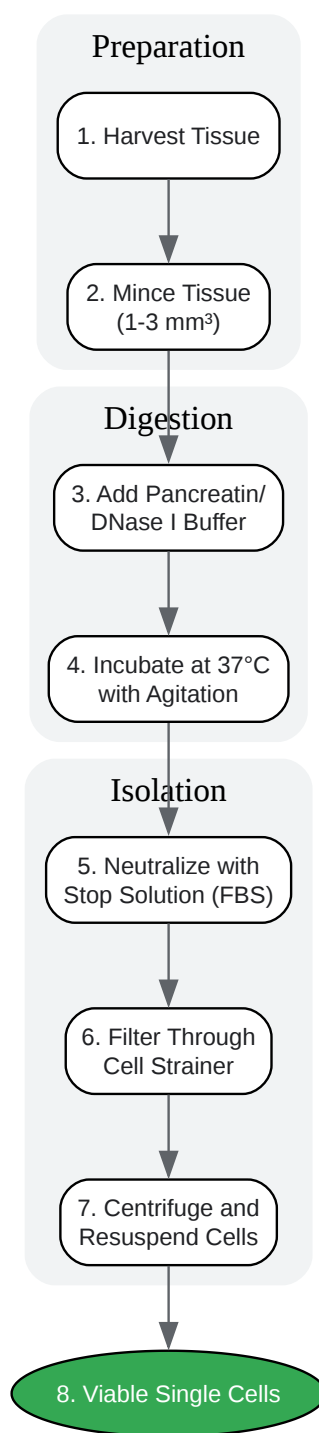 Preparation
1. Harvest Tissue
2. Mince Tissue
(1-3 mm³)
Digestion
3. Add Pancreatin/
DNase I Buffer
4. Incubate at 37°C
with Agitation
Isolation
5. Neutralize with
Stop Solution (FBS)
6. Filter Through
Cell Strainer
7. Centrifuge and
Resuspend Cells
8. Viable Single Cells